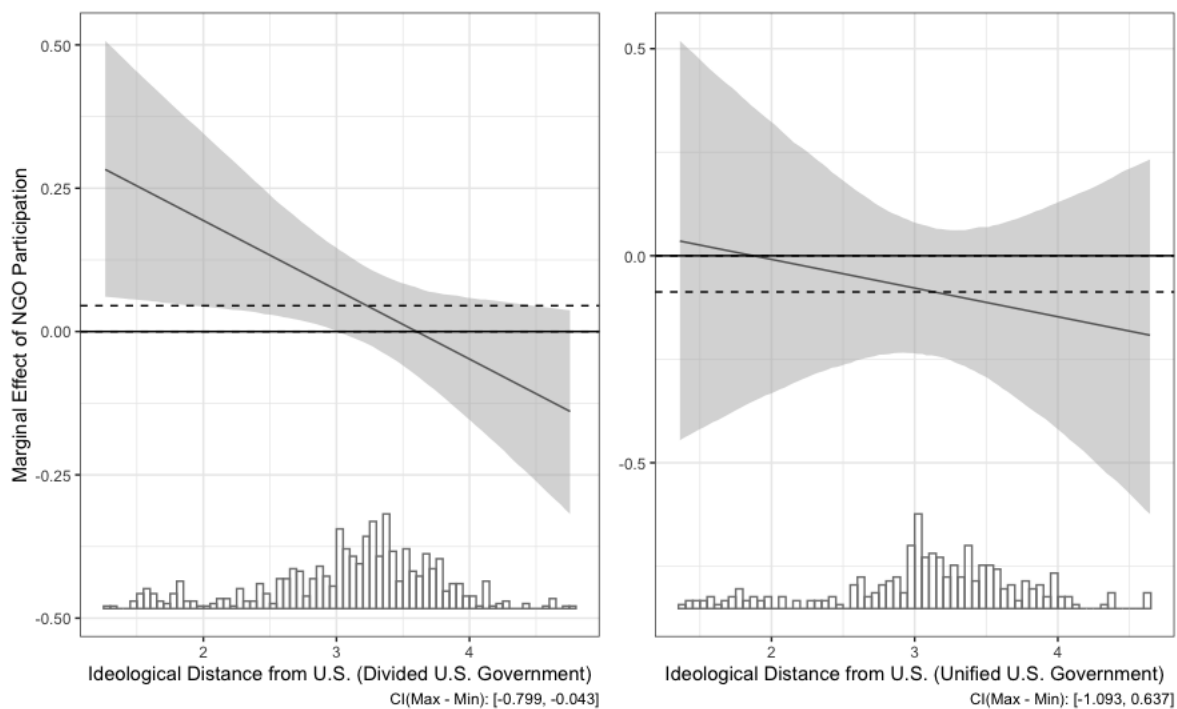 Marginal Effect of NGO Participation
0.50
0.25
0.00
-0.25
-0.50
2 3 4
Ideological Distance from U.S. (Divided U.S. Government)
CI(Max - Min): [-0.799, -0.043]
0.5
0.0
-0.5
2 3 4
Ideological Distance from U.S. (Unified U.S. Government)
CI(Max - Min): [-1.093, 0.637]